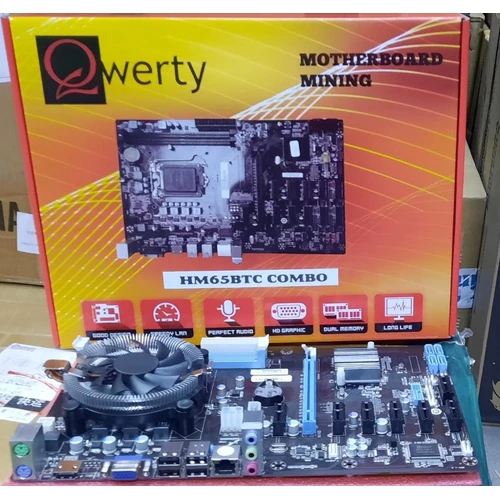 Qwerty
MOTHERBOARD
MINING
HM65BTC COMBO
PERFECT AUDIO
HD GRAPHIC
DUAL MEMORY
LONG LIFE